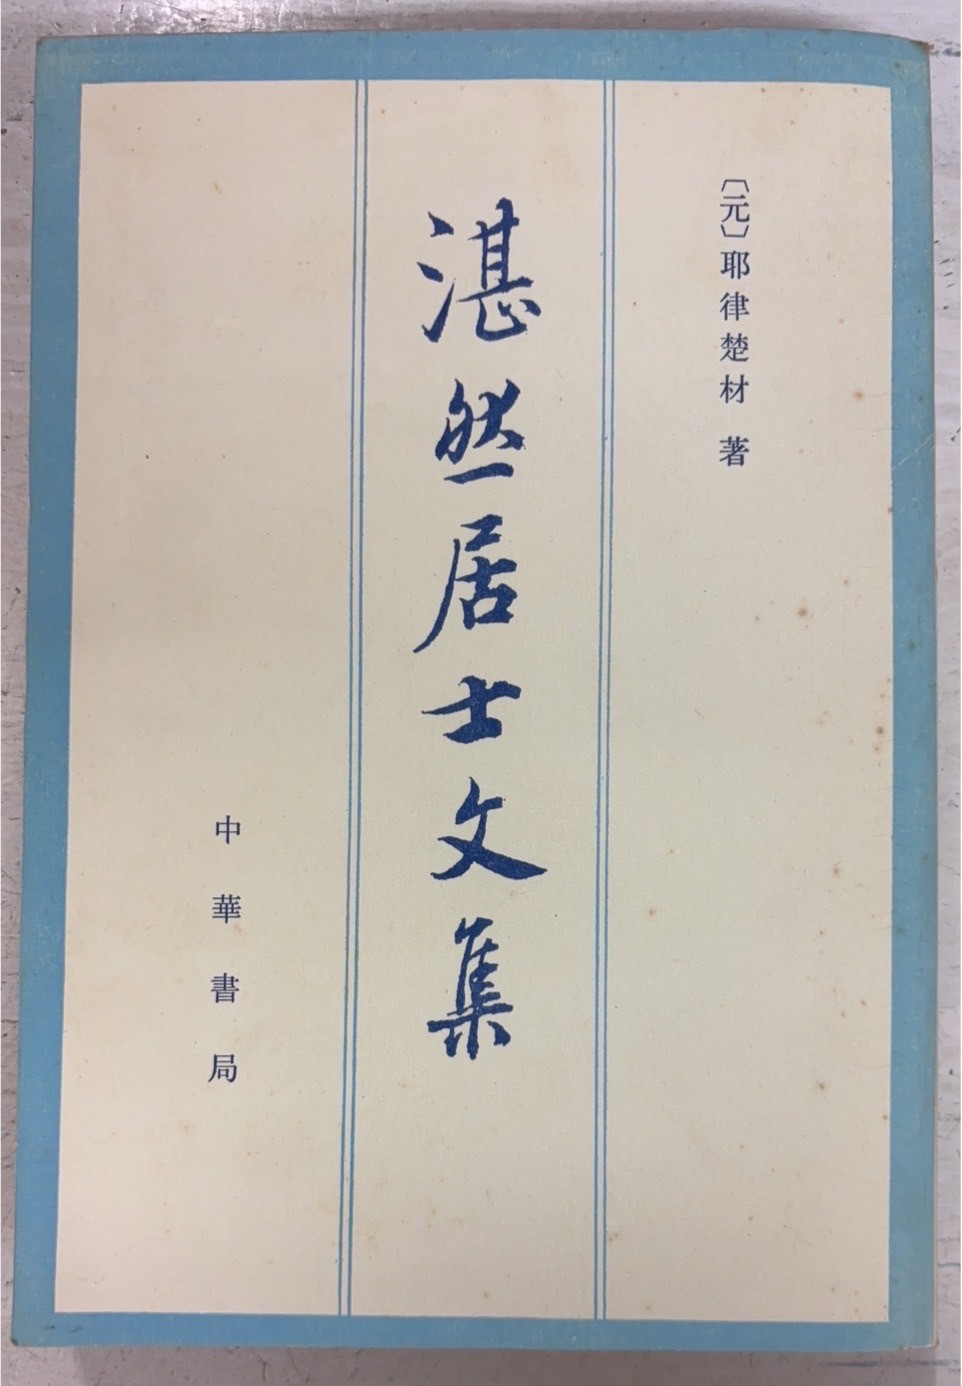 〔元〕耶律楚材 著
湛然居士文集
中華書局